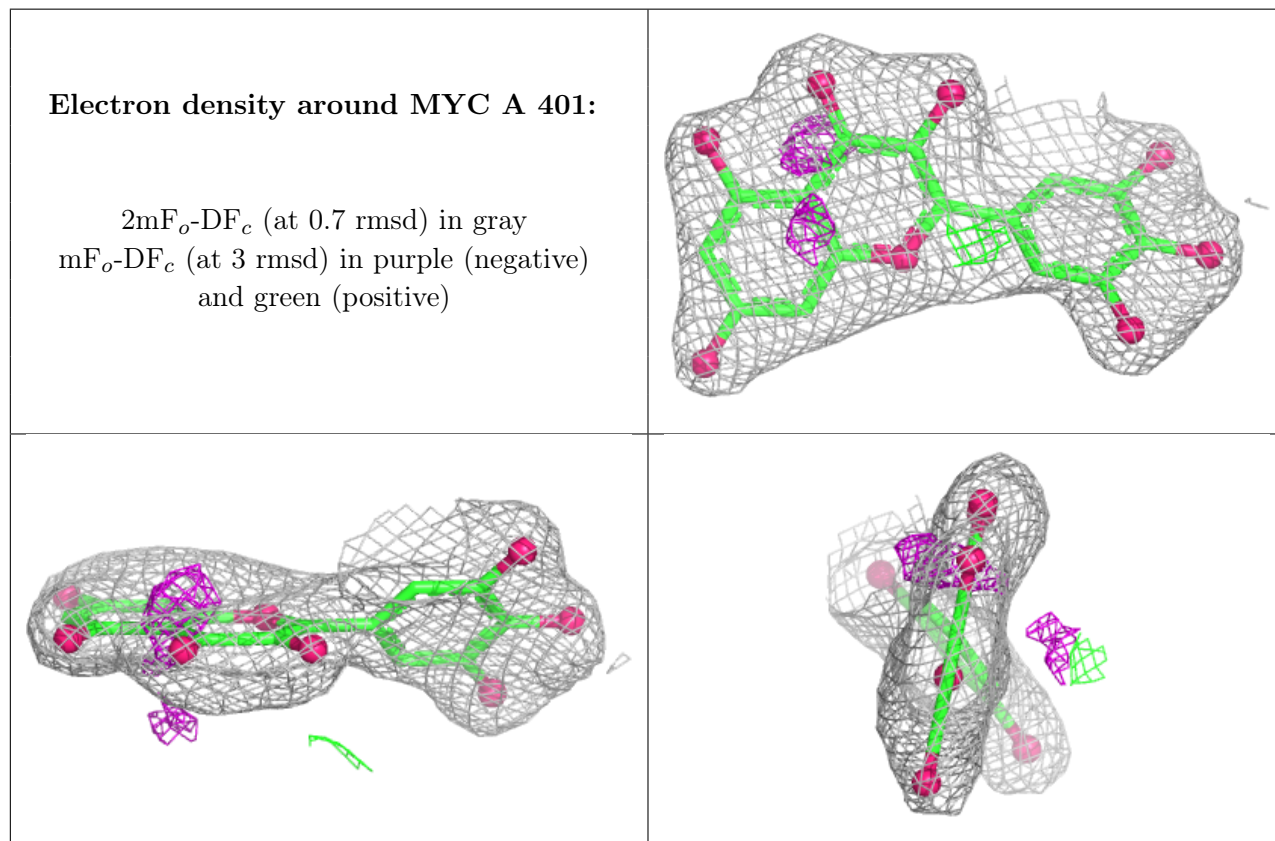 Electron density around MYC A 401:
2mFo-DFc (at 0.7 rmsd) in gray
mFo-DFc (at 3 rmsd) in purple (negative)
and green (positive)